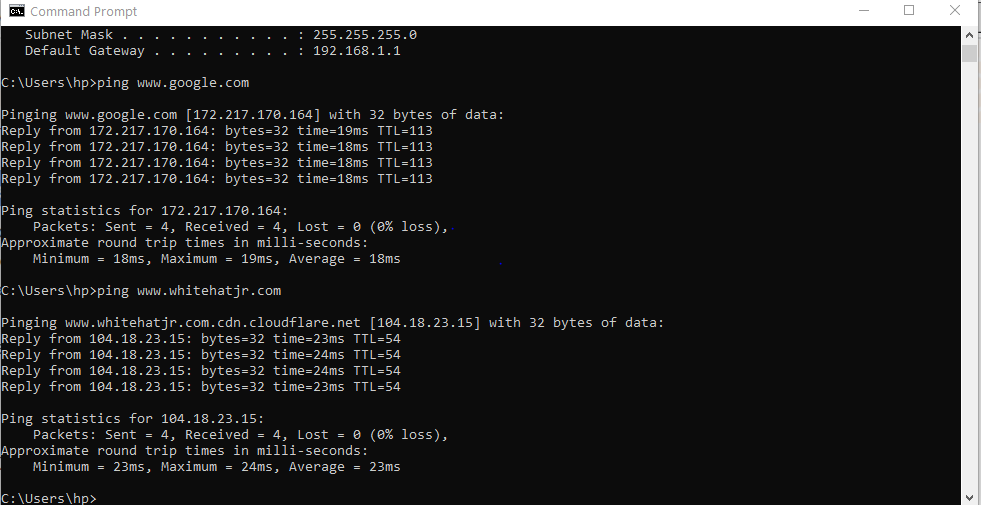 Command Prompt
Subnet Mask . . . . . . . . . . . : 255.255.255.0
Default Gateway . . . . . . . . . : 192.168.1.1
C:\Users\hp>ping www.google.com
Pinging www.google.com [172.217.170.164] with 32 bytes of data:
Reply from 172.217.170.164: bytes=32 time=19ms TTL=113
Reply from 172.217.170.164: bytes=32 time=18ms TTL=113
Reply from 172.217.170.164: bytes=32 time=18ms TTL=113
Reply from 172.217.170.164: bytes=32 time=18ms TTL=113
Ping statistics for 172.217.170.164:
Packets: Sent = 4, Received = 4, Lost = 0 (0% loss),
Approximate round trip times in milli-seconds:
Minimum = 18ms, Maximum = 19ms, Average = 18ms
C:\Users\hp>ping www.whitehatjr.com
Pinging www.whitehatjr.com.cdn.cloudflare.net [104.18.23.15] with 32 bytes of data:
Reply from 104.18.23.15: bytes=32 time=23ms TTL=54
Reply from 104.18.23.15: bytes=32 time=24ms TTL=54
Reply from 104.18.23.15: bytes=32 time=24ms TTL=54
Reply from 104.18.23.15: bytes=32 time=23ms TTL=54
Ping statistics for 104.18.23.15:
Packets: Sent = 4, Received = 4, Lost = 0 (0% loss),
Approximate round trip times in milli-seconds:
Minimum = 23ms, Maximum = 24ms, Average = 23ms
C:\Users\hp>